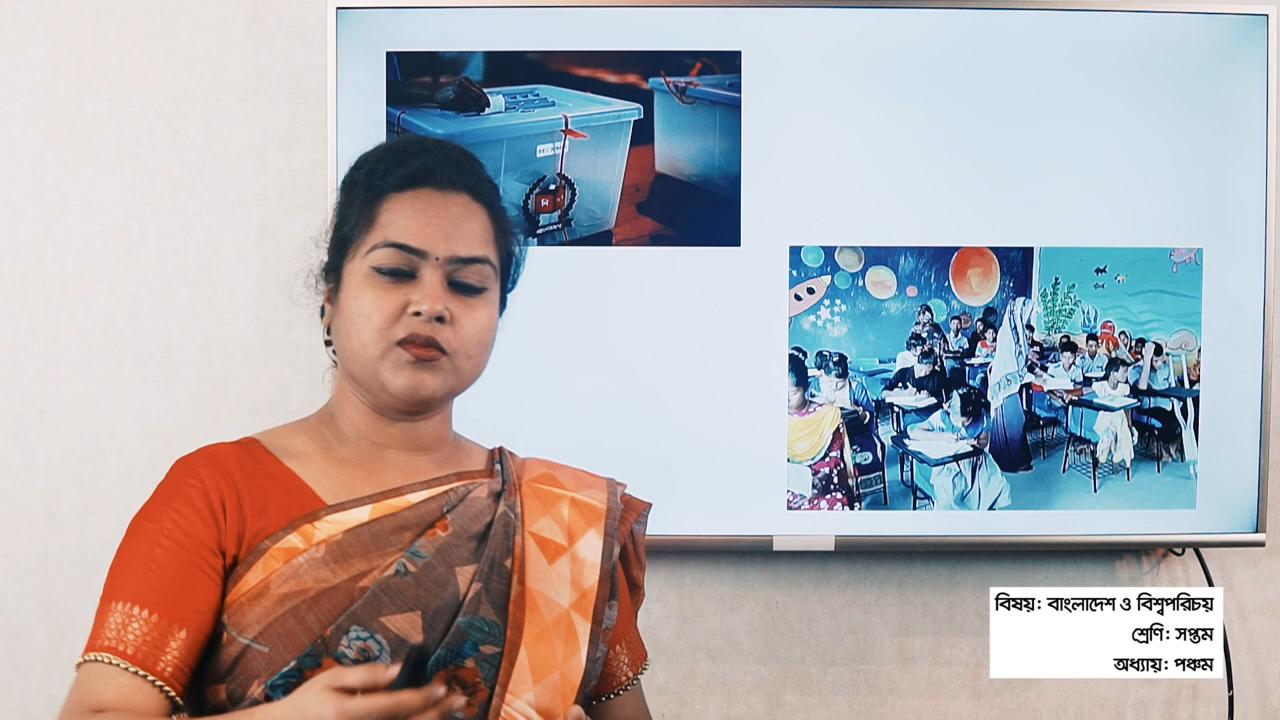 বিষয়: বাংলাদেশ ও বিশ্বপরিচয়
শ্রেণি: সপ্তম
অধ্যায়: পঞ্চম